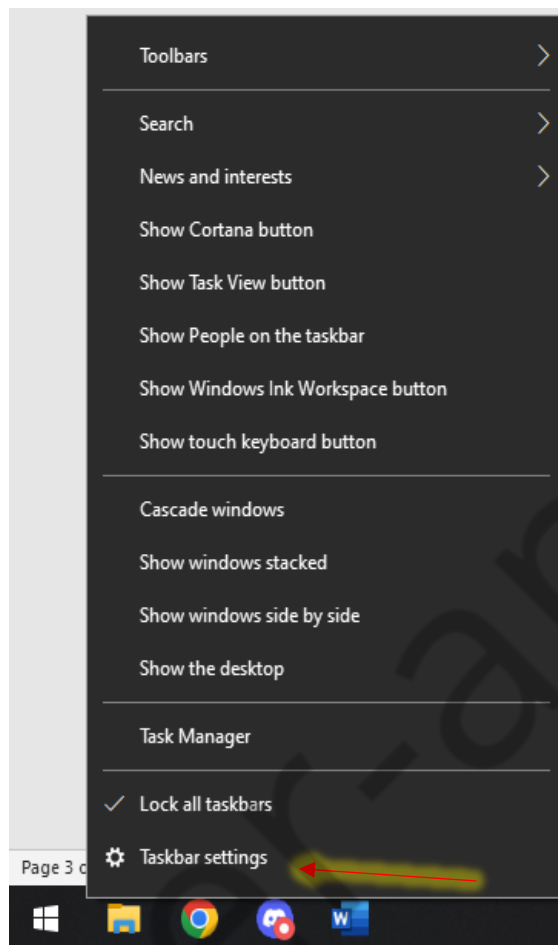 Toolbars
Search
News and interests
Show Cortana button
Show Task View button
Show People on the taskbar
Show Windows Ink Workspace button
Show touch keyboard button
Cascade windows
Show windows stacked
Show windows side by side
Show the desktop
Task Manager
Lock all taskbars
Taskbar settings
Page 3
W